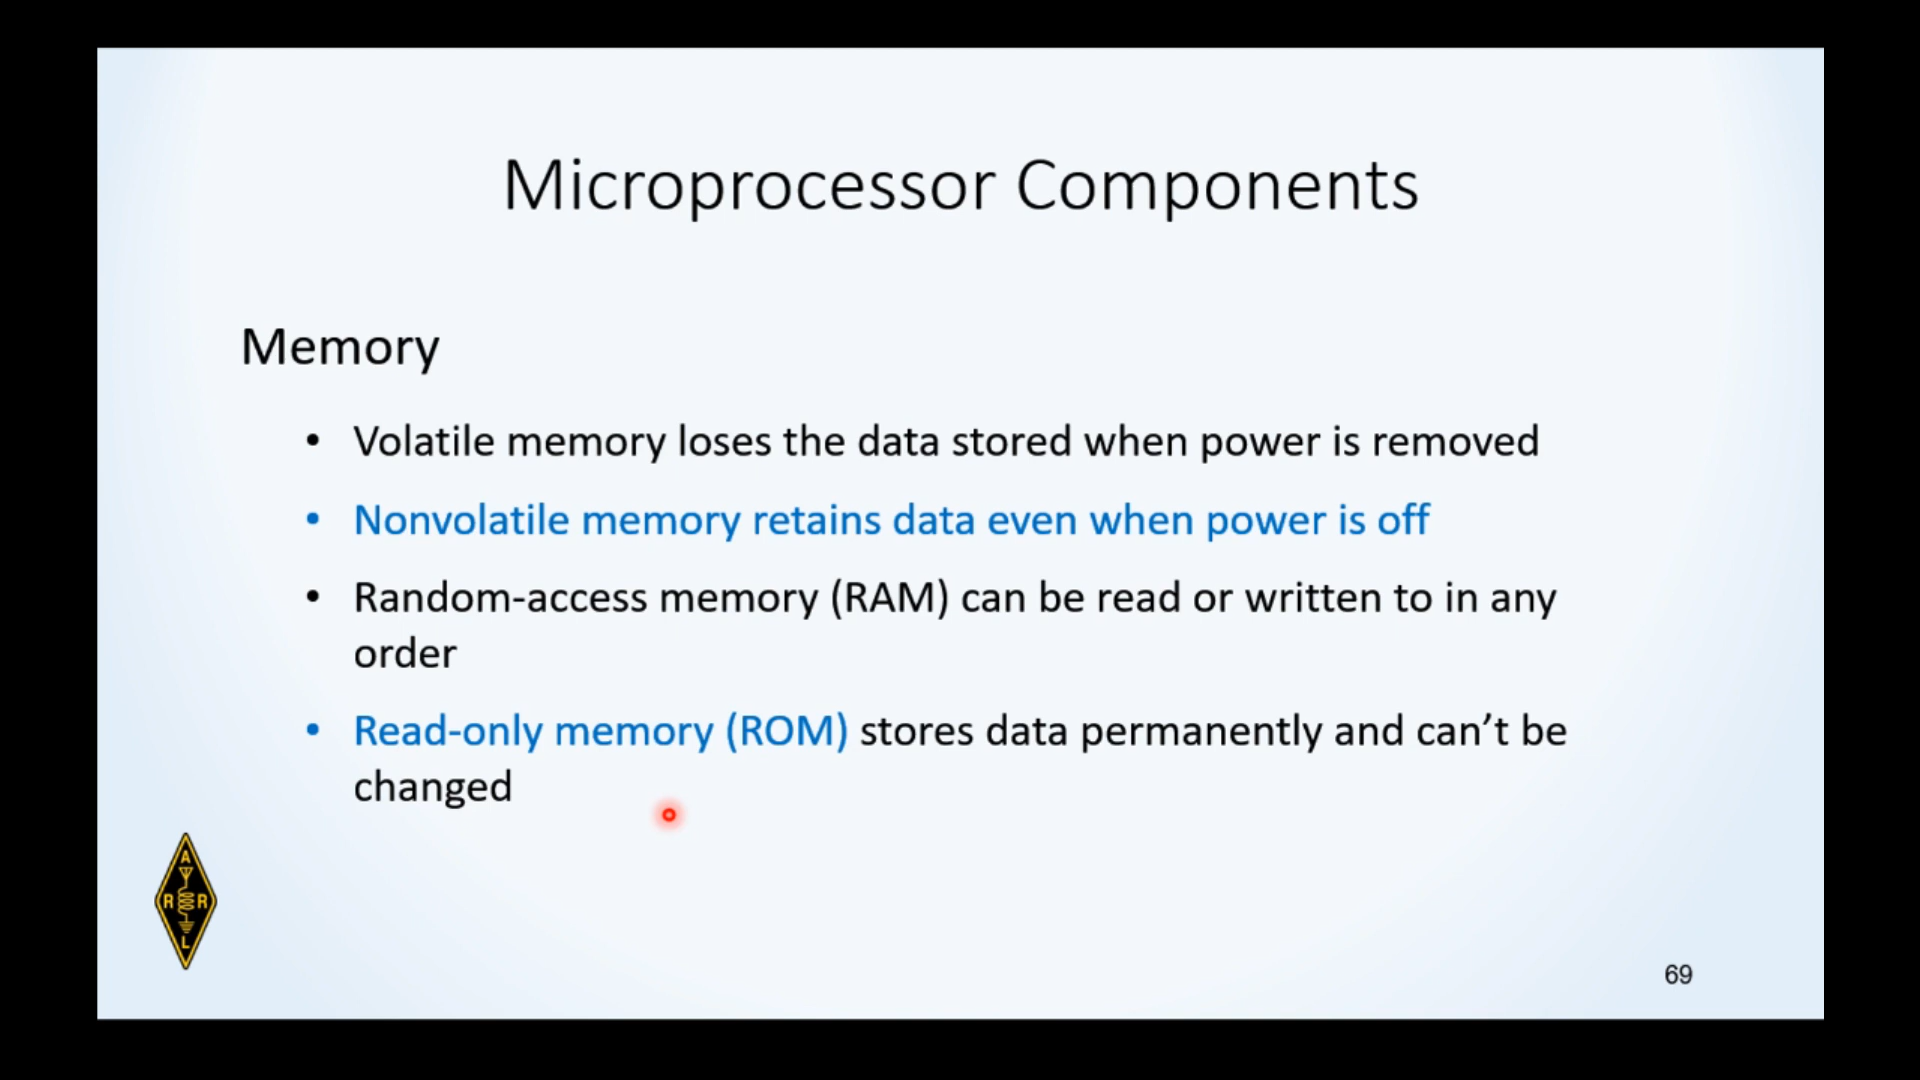 Microprocessor Components
Memory
• Volatile memory loses the data stored when power is removed
• Nonvolatile memory retains data even when power is off
• Random-access memory (RAM) can be read or written to in any
order
• Read-only memory (ROM) stores data permanently and can’t be
changed
A
R R
L
69